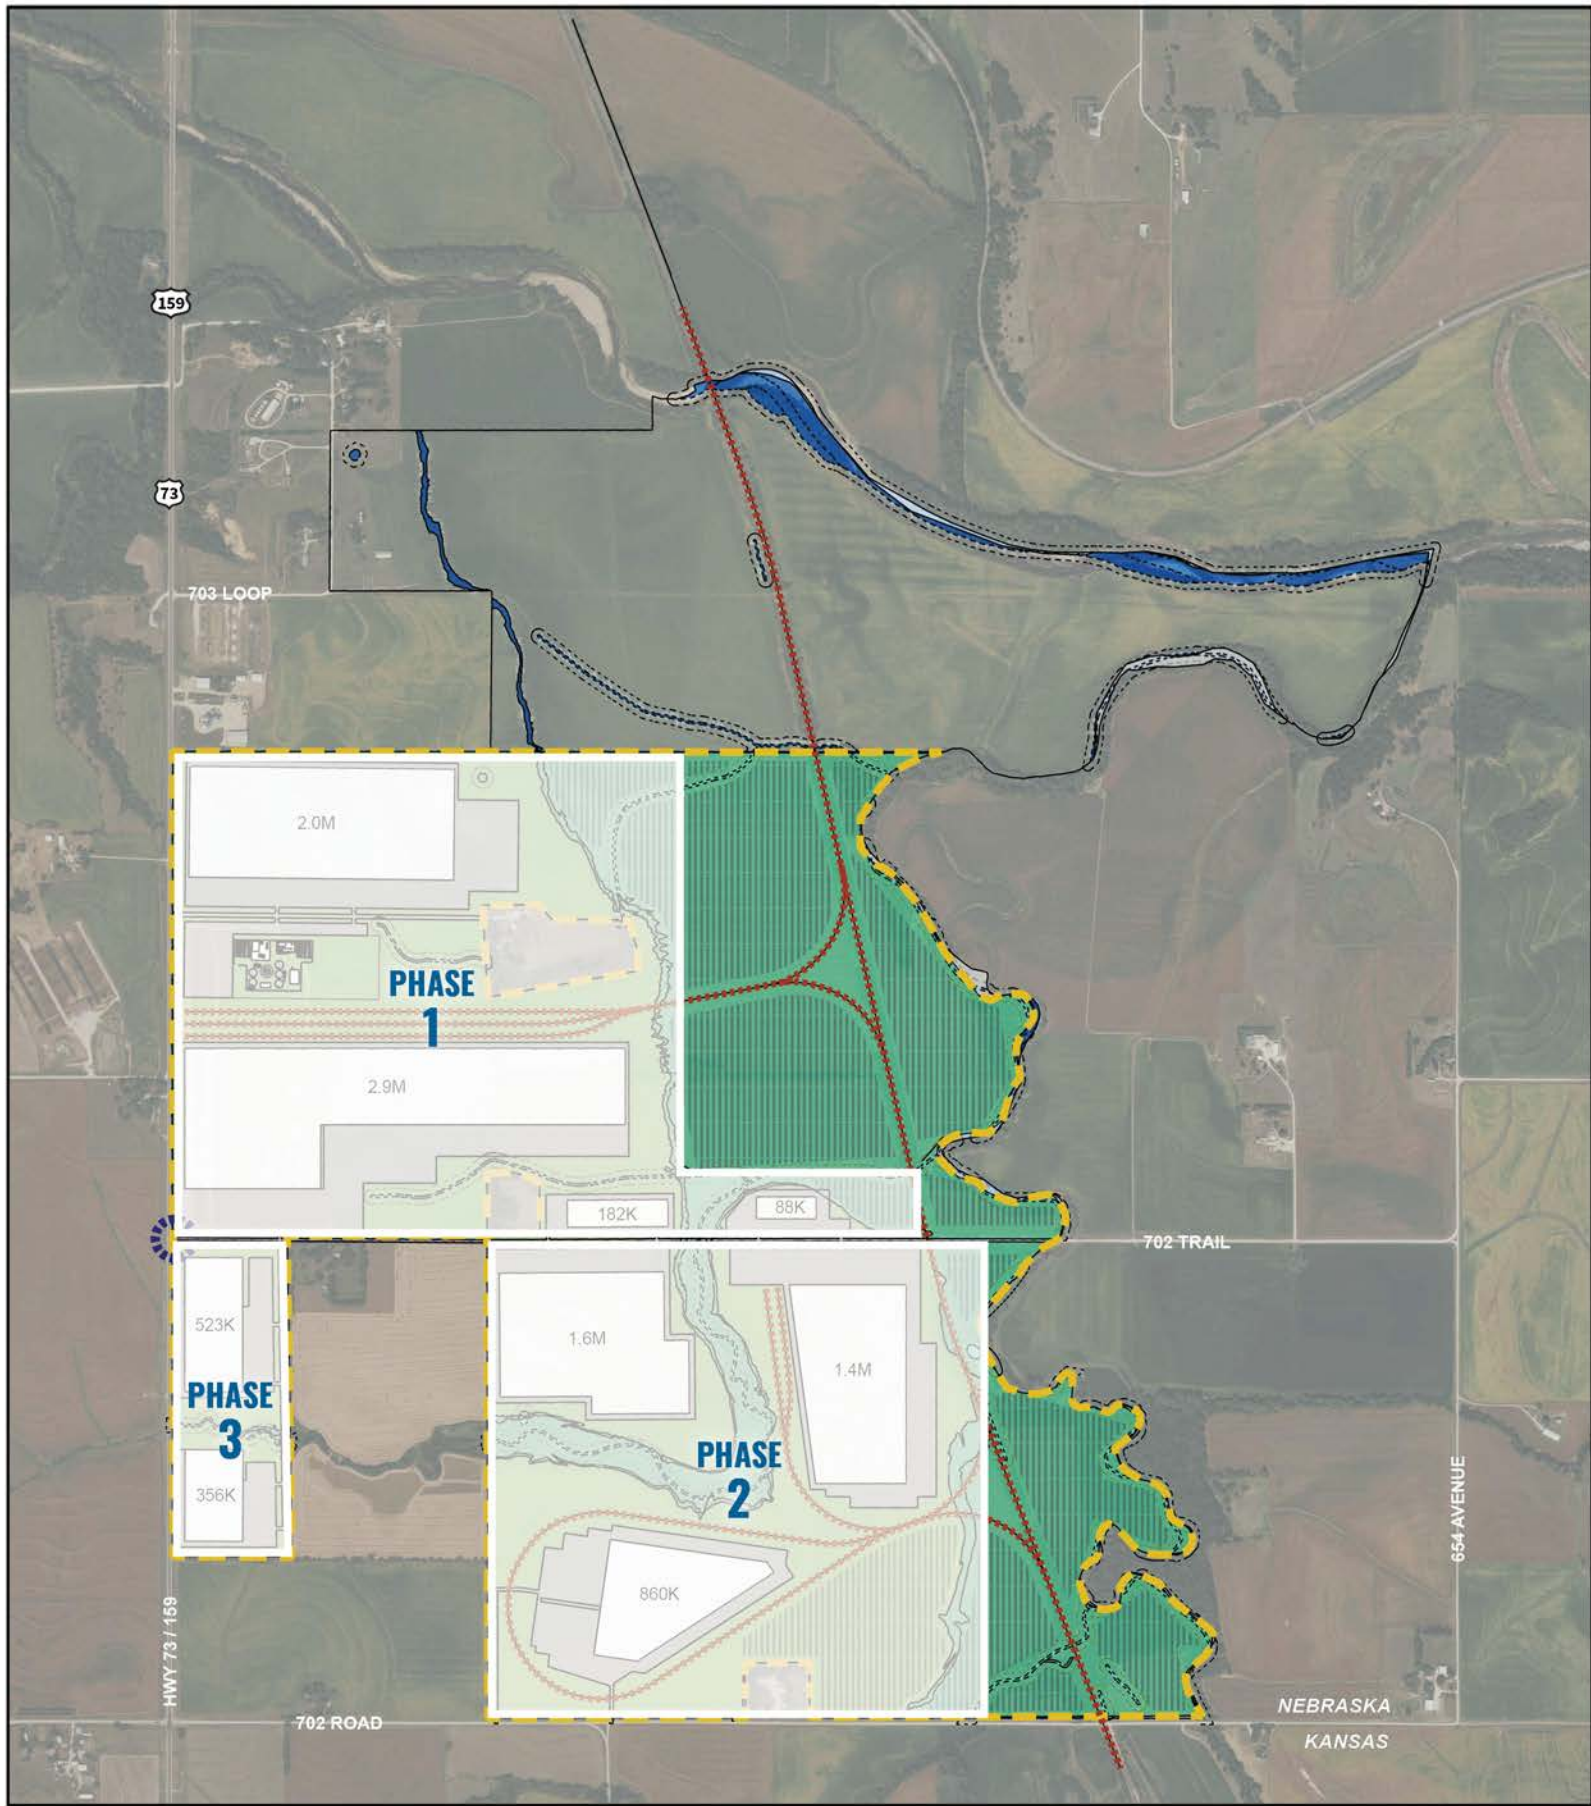 159
73
703 LOOP
2.0M
PHASE
1
2.9M
182K
88K
702 TRAIL
523K
1.6M
1.4M
PHASE
3
PHASE
2
356K
860K
654 AVENUE
HWY 73 / 159
702 ROAD
NEBRASKA
KANSAS